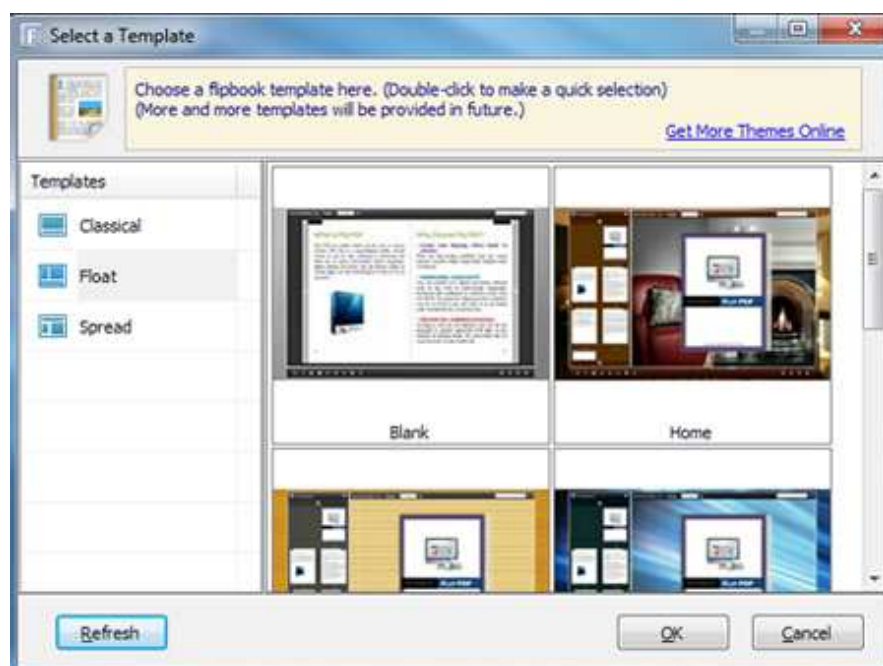 Select a Template
Choose a flipbook template here. (Double-click to make a quick selection)
(More and more templates will be provided in future.)
Get More Themes Online
Templates
Classical
Float
Spread
Blank
Home
Refresh
OK
Cancel